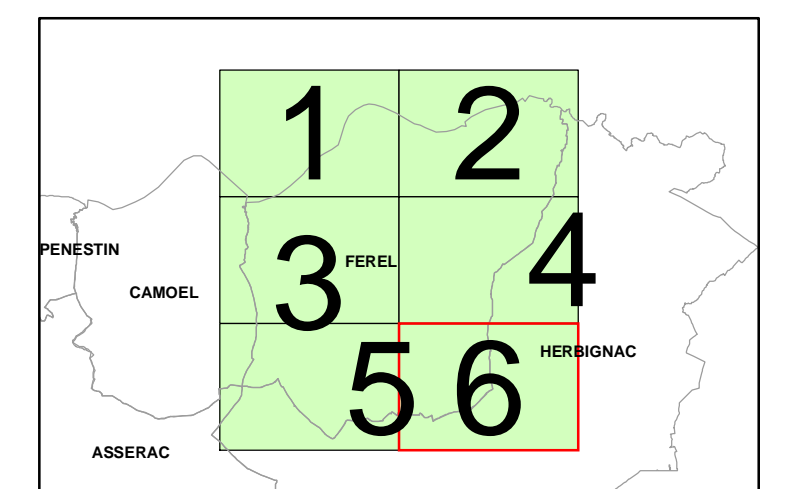 1
2
PENESTIN
CAMOEL
3
FEREL
4
5
6
HERBIGNAC
ASSERAC